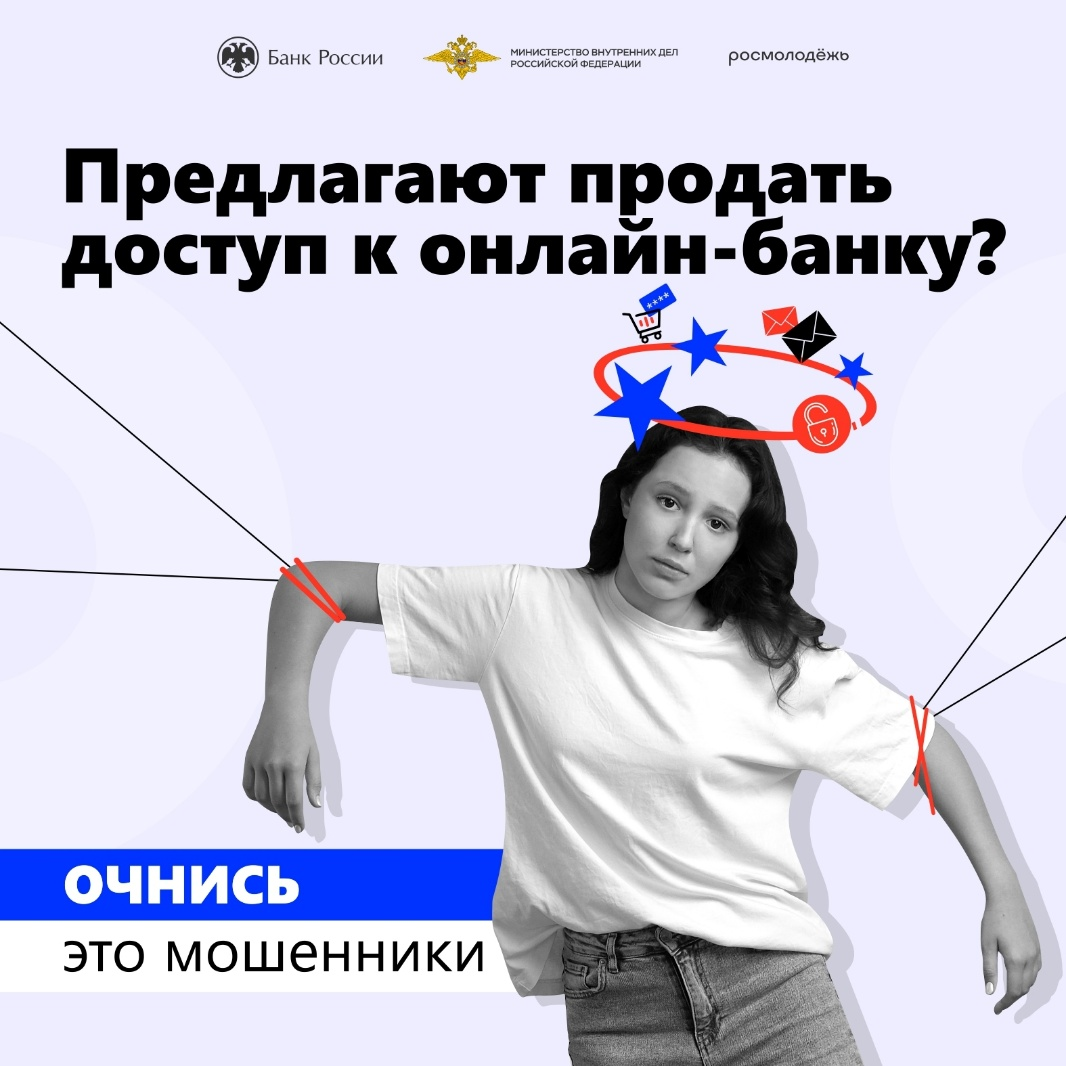 Банк России
МИНИСТЕРСТВО ВНУТРЕННИХ ДЕЛ
РОССИЙСКОЙ ФЕДЕРАЦИИ
росмолодёжь
Предлагают продать
доступ к онлайн-банку?
****
ОЧНИСЬ
это мошенники